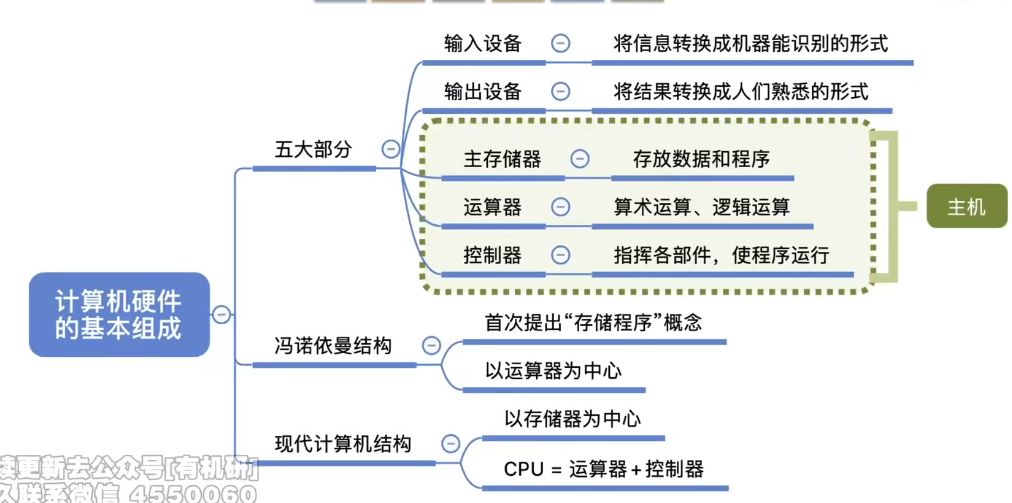 输入设备
将信息转换成机器能识别的形式
输出设备
将结果转换成人们熟悉的形式
五大部分
主存储器
存放数据和程序
运算器
算术运算、逻辑运算
主机
控制器
指挥各部件，使程序运行
计算机硬件
的基本组成
首次提出“存储程序”概念
冯诺依曼结构
以运算器为中心
以存储器为中心
现代计算机结构
CPU = 运算器+控制器
续更新去公众号[有机研]
久联系微信 4550060